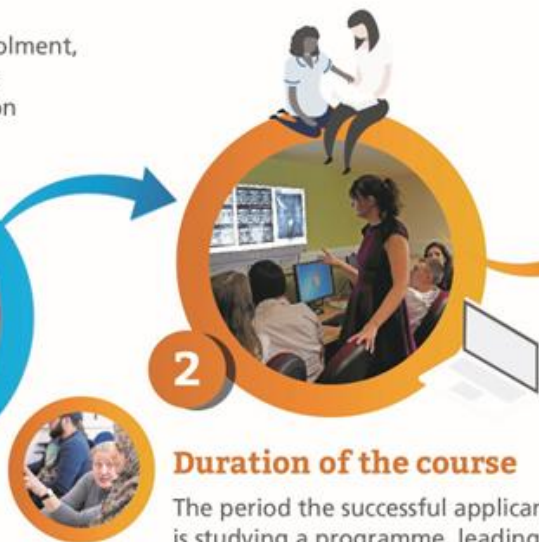 olment,
on
2
Duration of the course
The period the successful applican
is studying a programme, leading